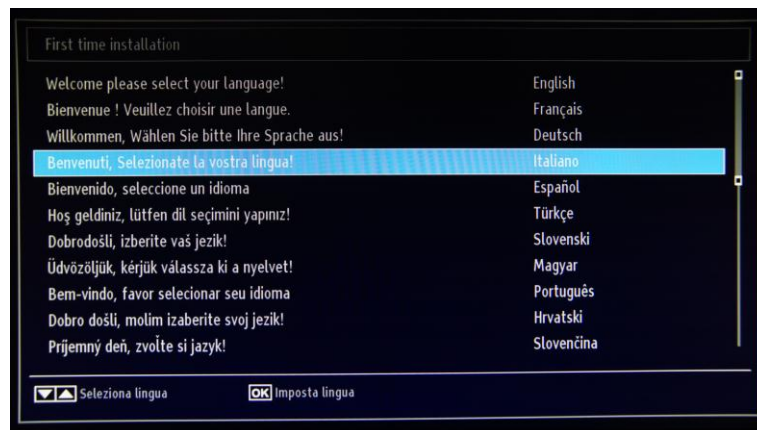 First time installation
Welcome please select your language! English
Bienvenue ! Veuillez choisir une langue. Français
Willkommen, Wählen Sie bitte Ihre Sprache aus! Deutsch
Benvenuti, Selezionate la vostra lingua! Italiano
Bienvenido, seleccione un idioma Español
Hoş geldiniz, lütfen dil seçimini yapınız! Türkçe
Dobrodošli, izberite vaš jezik! Slovenski
Üdvözöljük, kérjük válassza ki a nyelvet! Magyar
Bem-vindo, favor selecionar seu idioma Português
Dobro došli, molim izaberite svoj jezik! Hrvatski
Príjemný deň, zvoľte si jazyk! Slovenčina
Seleziona lingua OK Imposta lingua